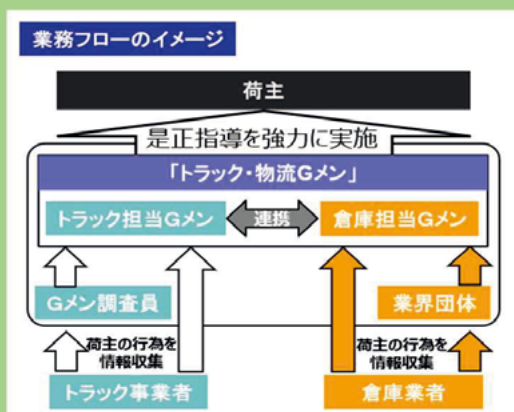 業務フローのイメージ
荷主
是正指導を強力に実施
「トラック・物流Gメン」
トラック担当Gメン
連携
倉庫担当Gメン
Gメン調査員
業界団体
荷主の行為を
情報収集
荷主の行為を
情報収集
トラック事業者
倉庫業者